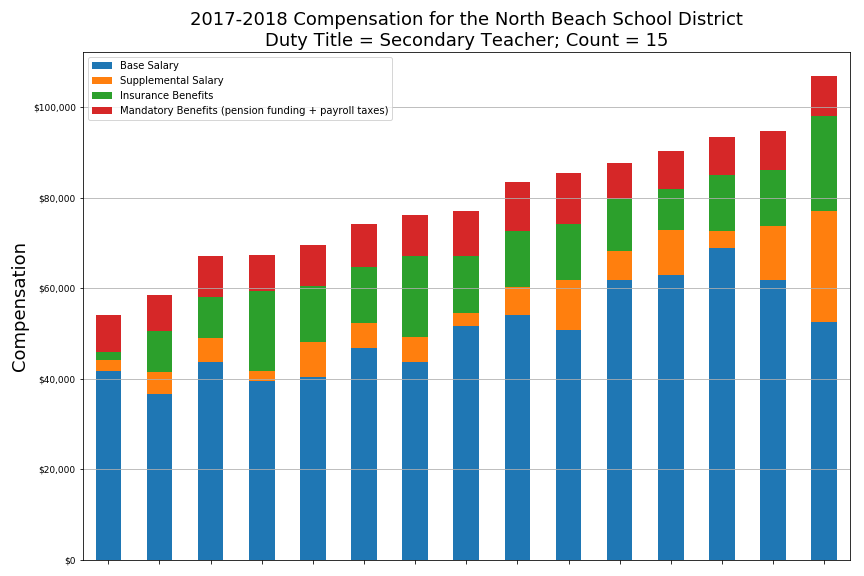 2017-2018 Compensation for the North Beach School District
Duty Title = Secondary Teacher; Count = 15
Base Salary
Supplemental Salary
Insurance Benefits
Mandatory Benefits (pension funding + payroll taxes)
$100,000
$80,000
$60,000
$40,000
$20,000
$0
Compensation